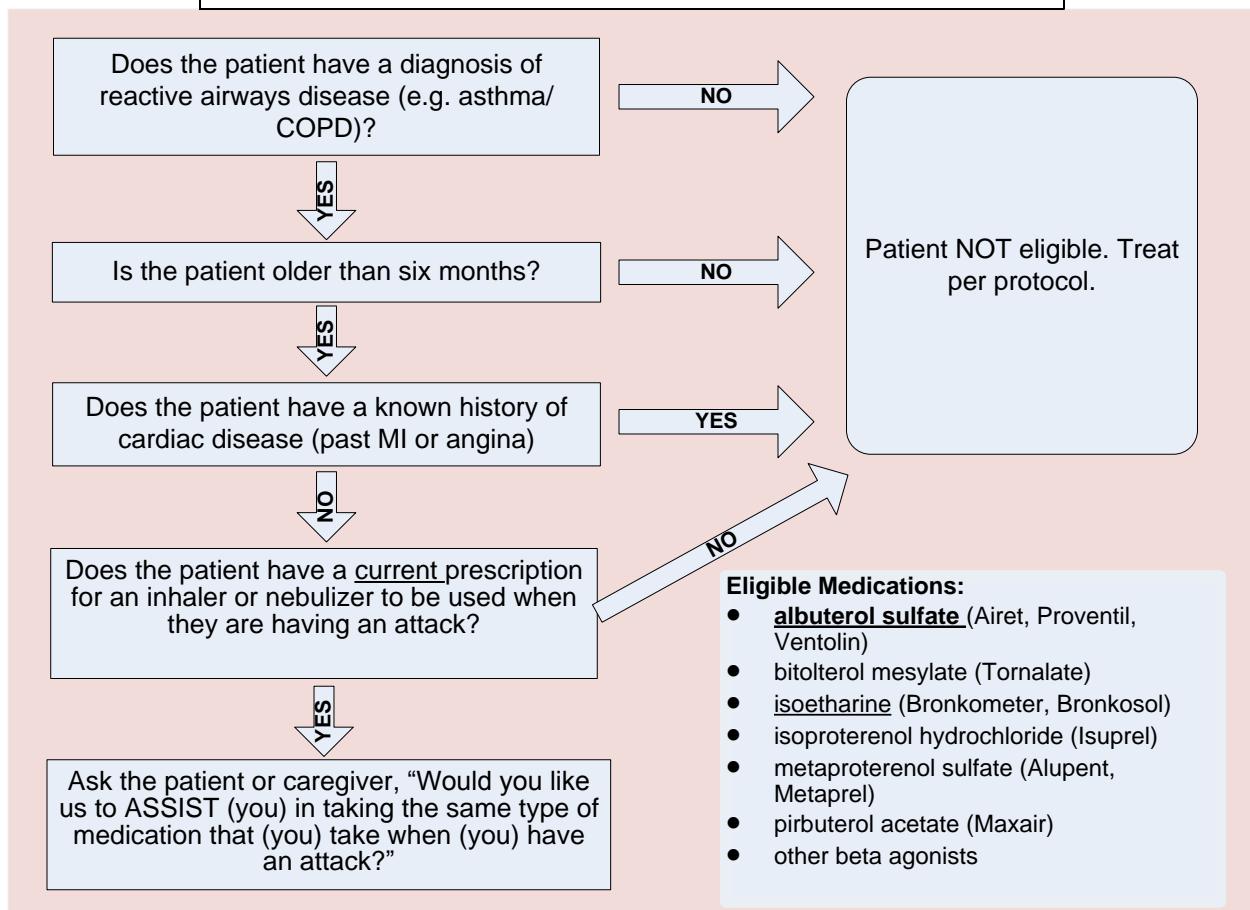 Does the patient have a diagnosis of
reactive airways disease (e.g. asthma/
COPD)?
NO
YES
Is the patient older than six months?
NO
YES
Does the patient have a known history of
cardiac disease (past MI or angina)
YES
NO
Does the patient have a current prescription
for an inhaler or nebulizer to be used when
they are having an attack?
NO
YES
Ask the patient or caregiver, “Would you like
us to ASSIST (you) in taking the same type of
medication that (you) take when (you) have
an attack?”
Patient NOT eligible. Treat
per protocol.
Eligible Medications:
● albuterol sulfate (Airet, Proventil,
Ventolin)
● bitolterol mesylate (Tornalate)
● isoetharine (Bronkometer, Bronkosol)
● isoproterenol hydrochloride (Isuprel)
● metaproterenol sulfate (Alupent,
Metaprel)
● pirbuterol acetate (Maxair)
● other beta agonists